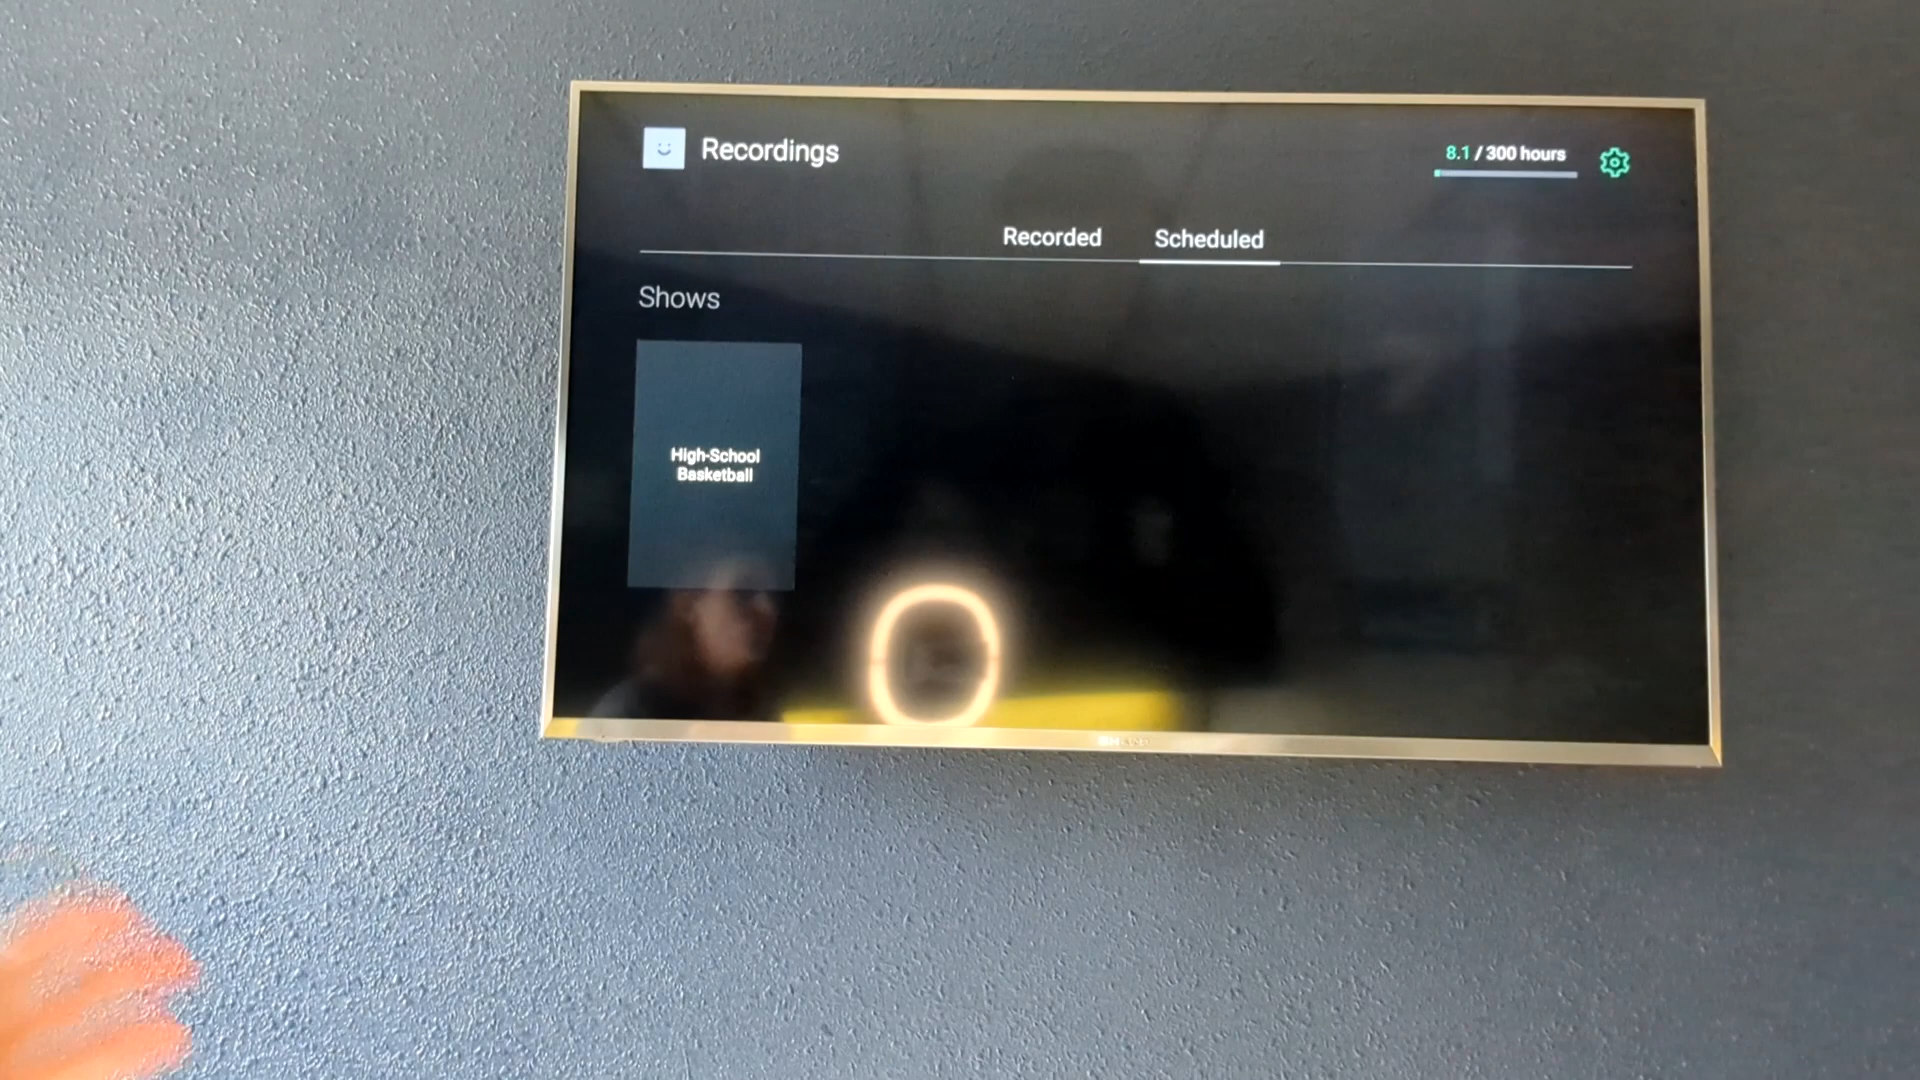 Recordings
8.1 / 300 hours
Recorded
Scheduled
Shows
High-School
Basketball